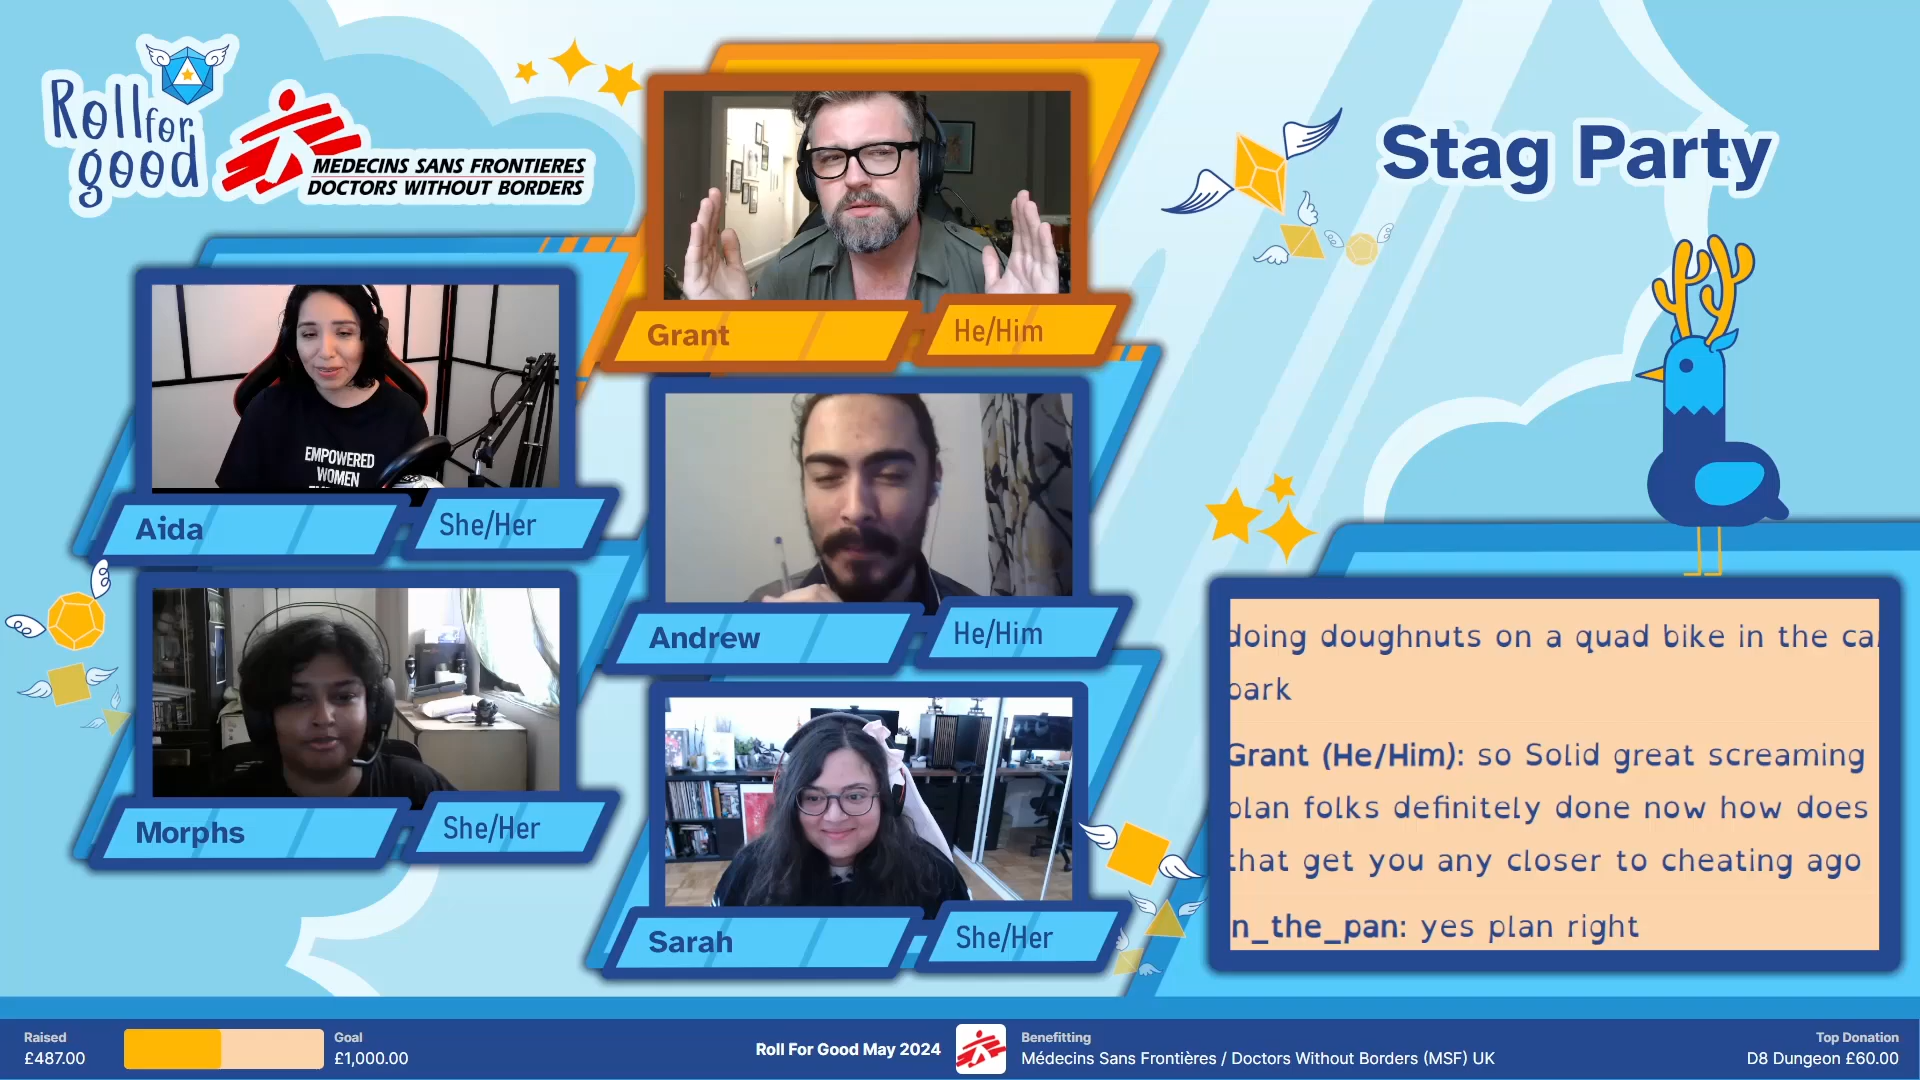 Roll for
good
MEDECINS SANS FRONTIERES
DOCTORS WITHOUT BORDERS
Stag Party
Grant
He/Him
EMPOWERED
WOMEN
Aida
She/Her
Andrew
He/Him
Morphs
She/Her
Sarah
She/Her
doing doughnuts on a quad bike in the car
park
Grant (He/Him): so Solid great screaming
plan folks definitely done now how does
that get you any closer to cheating ago
n_the_pan: yes plan right
Raised
£487.00
Goal
£1,000.00
Roll For Good May 2024
Benefitting
Médecins Sans Frontières / Doctors Without Borders (MSF) UK
Top Donation
D8 Dungeon £60.00